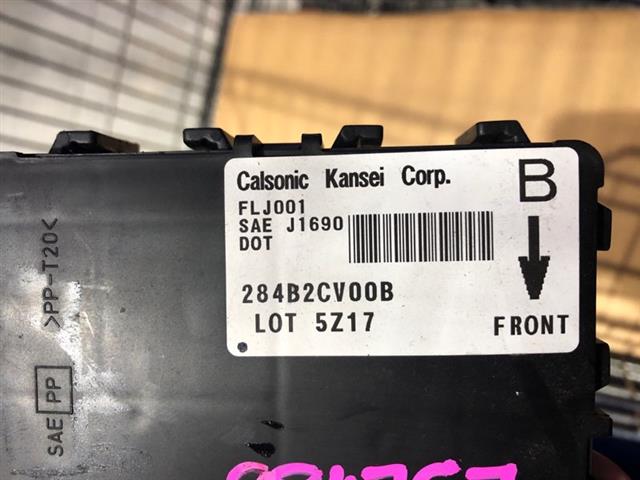 Calsonic Kansei Corp.
B
FLJ001
SAE J1690
DOT
284B2CV00B
LOT 5Z17
FRONT
>PP-T20<
SAE PP